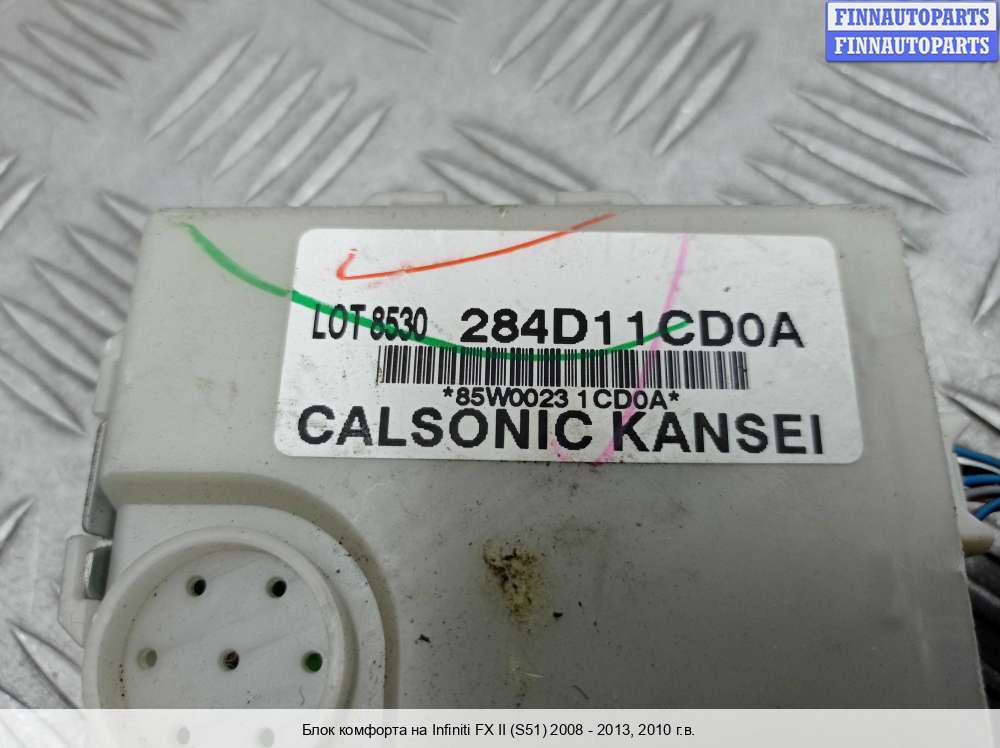 FINNAUTOPARTS
FINNAUTOPARTS
LOT 8530 284D11CD0A
*85W0023 1CD0A*
CALSONIC KANSEI
Блок комфорта на Infiniti FX II (S51) 2008 - 2013, 2010 г.в.